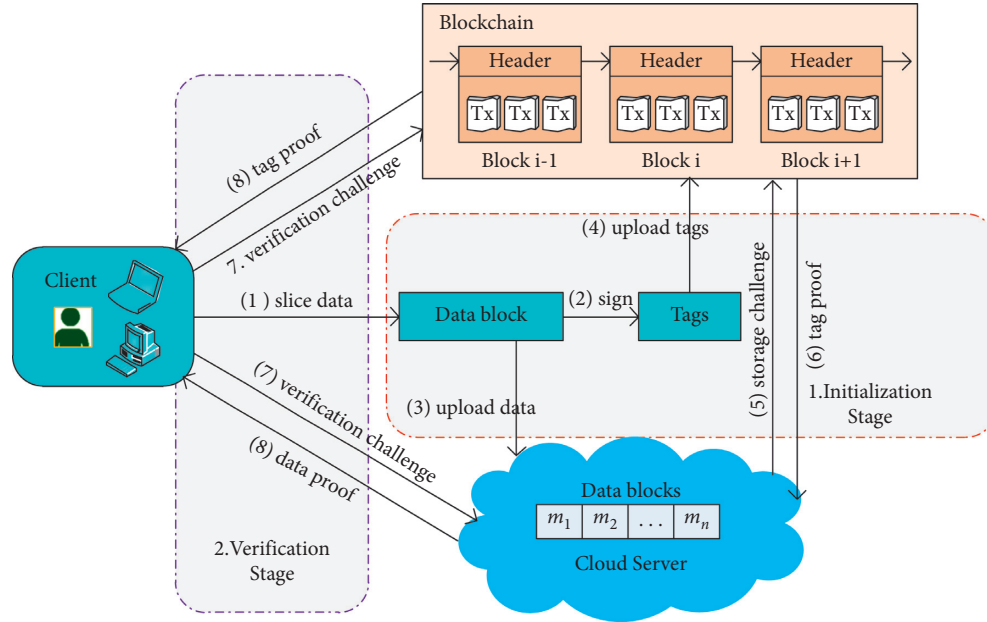 Blockchain
Header
Header
Header
Tx Tx Tx
Tx Tx Tx
Tx Tx Tx
Block i-1
Block i
Block i+1
(8) tag proof
7. verification challenge
(4) upload tags
Client
(1 ) slice data
Data block
(2) sign
Tags
(5) storage challenge
(6) tag proof
1.Initialization
Stage
(3) upload data
(7) verification challenge
(8) data proof
2.Verification
Stage
Data blocks
m1 m2 ... mn
Cloud Server